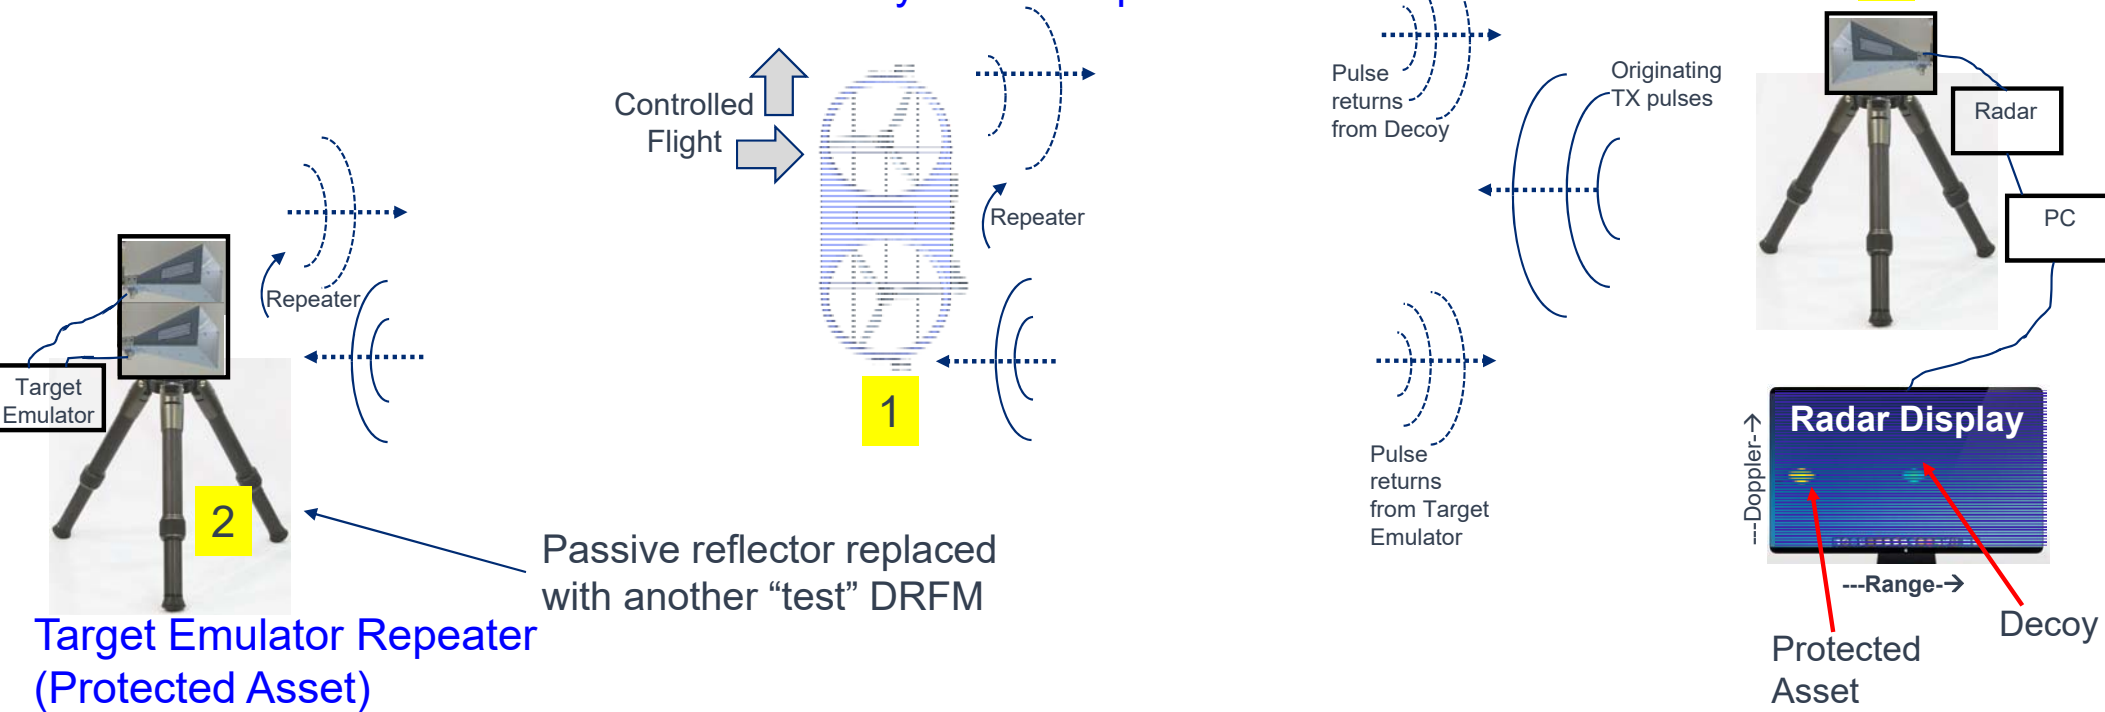 Controlled
Flight
Repeater
Pulse
returns
from Decoy
Originating
TX pulses
Radar
PC
Repeater
Target
Emulator
1
2
Pulse
returns
from Target
Emulator
Radar Display
----Doppler-→
---Range-→
Passive reflector replaced
with another “test” DRFM
Target Emulator Repeater
(Protected Asset)
Protected
Asset
Decoy